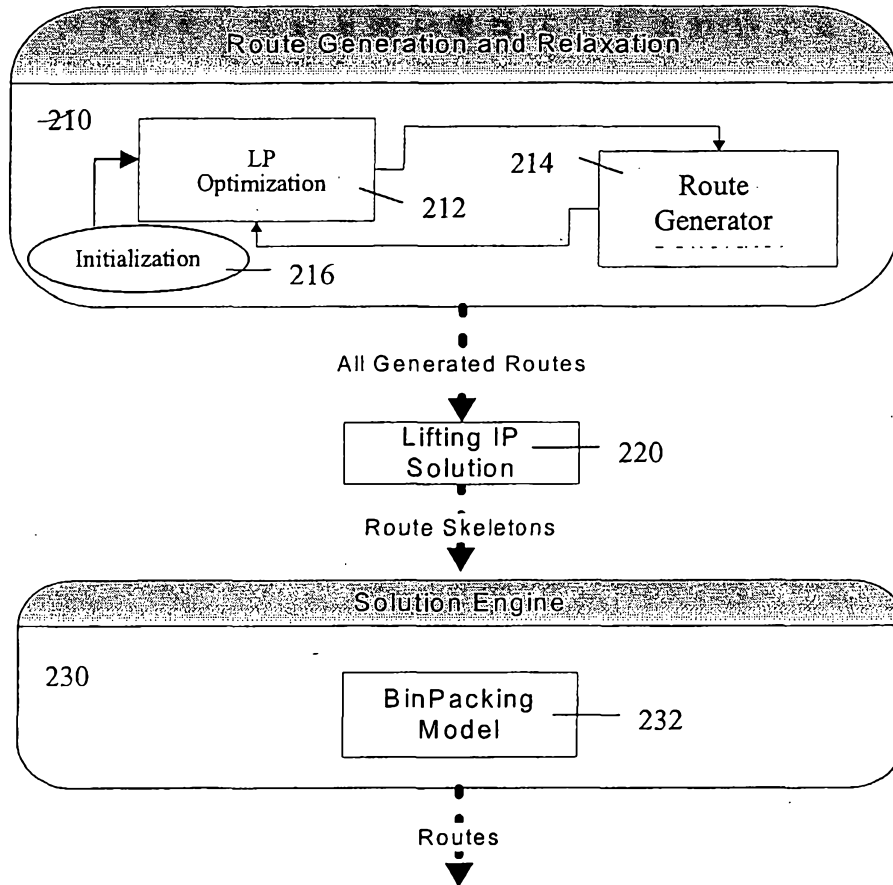 Route Generation and Relaxation
210
LP
Optimization
212
214
Route
Generator
Initialization
216
All Generated Routes
Lifting IP
Solution
220
Route Skeletons
Solution Engine
230
BinPacking
Model
232
Routes